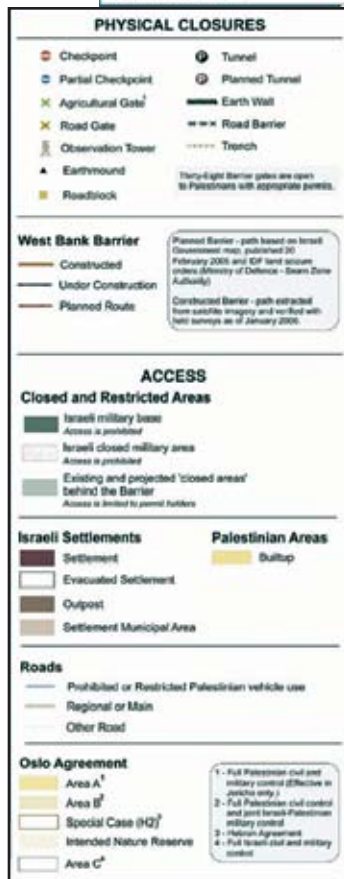 PHYSICAL CLOSURES
Checkpoint
Partial Checkpoint
Agricultural Gate¹
Road Gate
Observation Tower
Earthmound
Roadblock
Tunnel
Planned Tunnel
Earth Wall
Road Barrier
Trench
Thirty-Eight Barrier gates are open
to Palestinians with appropriate permits.
West Bank Barrier
Constructed
Under Construction
Planned Route
Planned Barrier - path based on Israeli
Government map, published 20
February 2005 and IDF land seizure
orders (Ministry of Defence - Seam Zone
Authority)
Constructed Barrier - path extracted
from satellite imagery and verified with
field surveys as of January 2006.
ACCESS
Closed and Restricted Areas
Israeli military base
Access is prohibited
Israeli closed military area
Access is prohibited
Existing and projected 'closed areas'
behind the Barrier
Access is limited to permit holders
Israeli Settlements
Settlement
Evacuated Settlement
Outpost
Settlement Municipal Area
Palestinian Areas
Builtup
Roads
Prohibited or Restricted Palestinian vehicle use
Regional or Main
Other Road
Oslo Agreement
Area A¹
Area B²
Special Case (H2)³
Intended Nature Reserve
Area C⁴
1 - Full Palestinian civil and
military control (Effective in
Jericho only.)
2 - Full Palestinian civil control
and joint Israeli-Palestinian
military control
3 - Hebron Agreement
4 - Full Israeli civil and military
control